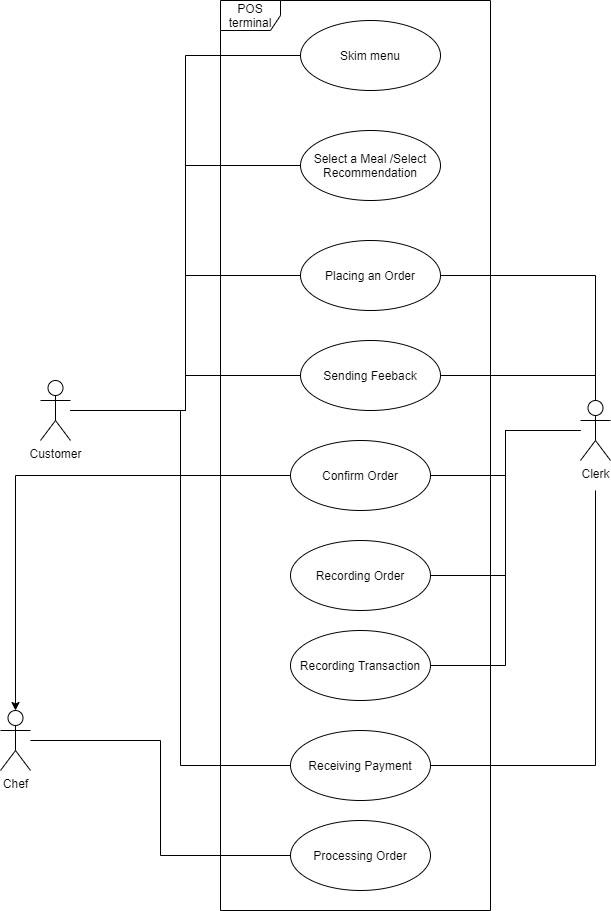 POS
terminal
Skim menu
Select a Meal /Select
Recommendation
Placing an Order
Sending Feeback
Customer
Confirm Order
Clerk
Recording Order
Recording Transaction
Receiving Payment
Chef
Processing Order